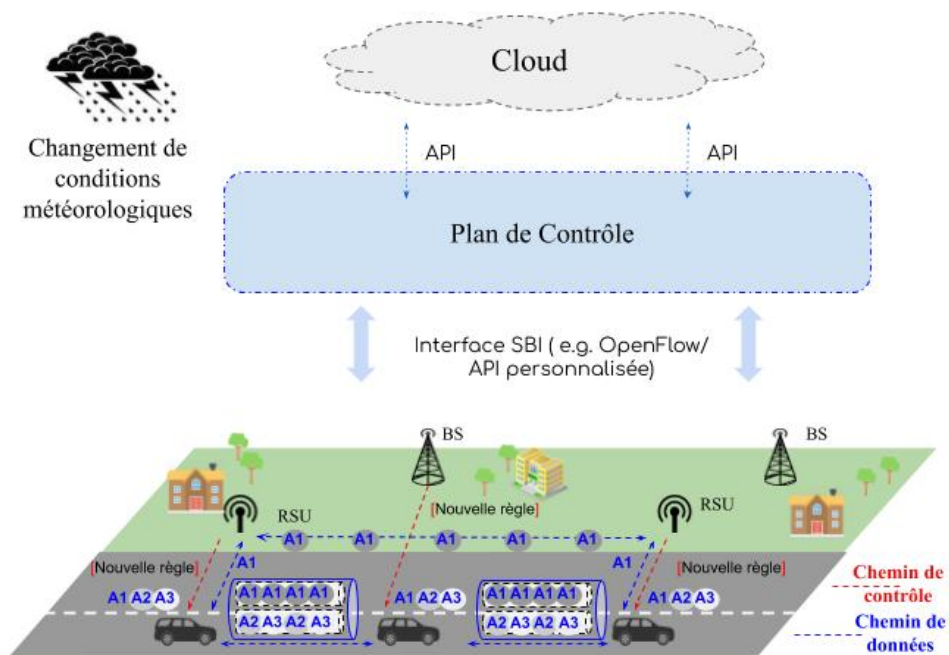 Cloud
Changement de
conditions
météorologiques
API
API
Plan de Contrôle
Interface SBI ( e.g. OpenFlow/
API personnalisée)
BS
BS
[Nouvelle règle]
RSU
RSU
A1 A1 A1 A1 A1
[Nouvelle règle]
A1
A1
[Nouvelle règle]
A1 A2 A3
A1 A1 A1 A1
A2 A3 A2 A3
A1 A2 A3
A1 A1 A1 A1
A2 A3 A2 A3
A1 A2 A3
Chemin de
contrôle
Chemin de
données